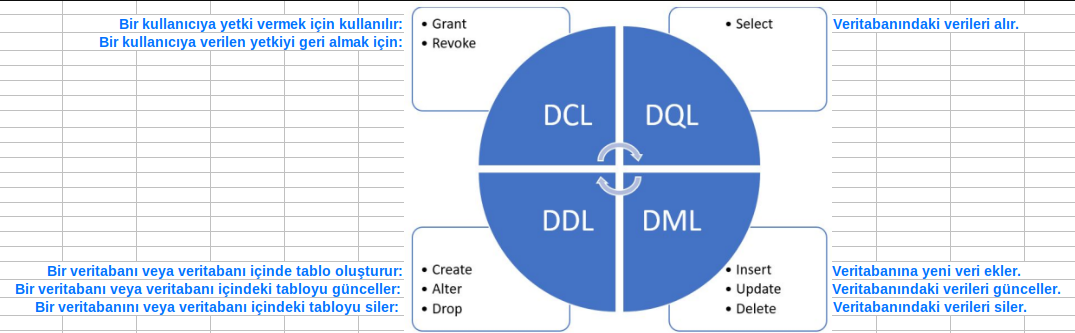 Bir kullanıcıya yetki vermek için kullanılır:
• Grant
Bir kullanıcıya verilen yetkiyi geri almak için:
• Revoke
• Select
Veritabanındaki verileri alır.
DCL
DQL
DDL
DML
Bir veritabanı veya veritabanı içinde tablo oluşturur:
• Create
Bir veritabanı veya veritabanı içindeki tabloyu günceller:
• Alter
Bir veritabanını veya veritabanı içindeki tabloyu siler:
• Drop
• Insert
Veritabanına yeni veri ekler.
• Update
Veritabanındaki verileri günceller.
• Delete
Veritabanındaki verileri siler.